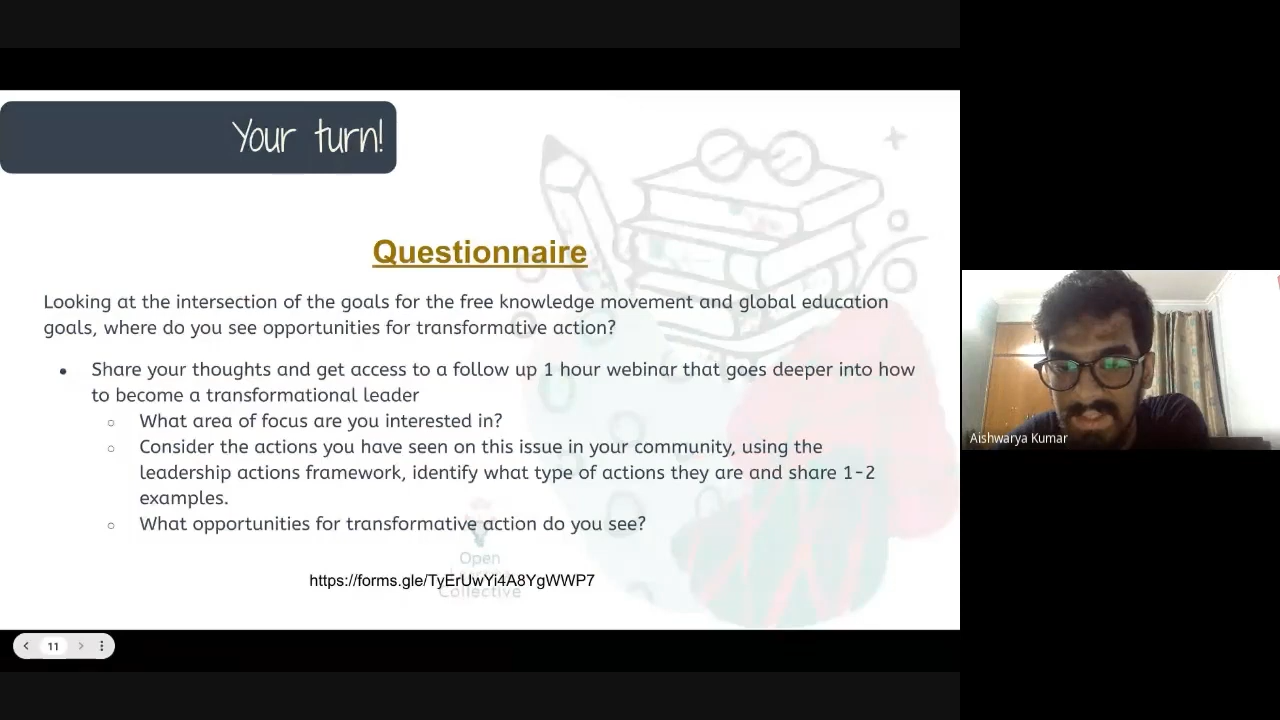 Your turn!
Questionnaire
Looking at the intersection of the goals for the free knowledge movement and global education
goals, where do you see opportunities for transformative action?
• Share your thoughts and get access to a follow up 1 hour webinar that goes deeper into how
to become a transformational leader
○ What area of focus are you interested in?
○ Consider the actions you have seen on this issue in your community, using the
leadership actions framework, identify what type of actions they are and share 1-2
examples.
○ What opportunities for transformative action do you see?
Open
Collective
https://forms.gle/TyErUwYi4A8YgWWP7
11
Aishwarya Kumar